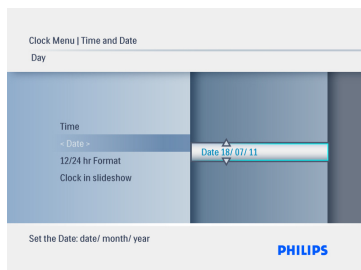 Clock Menu | Time and Date
Day
Time
< Date >
12/24 hr Format
Clock in slideshow
Date 18/ 07/ 11
Set the Date: date/ month/ year
PHILIPS